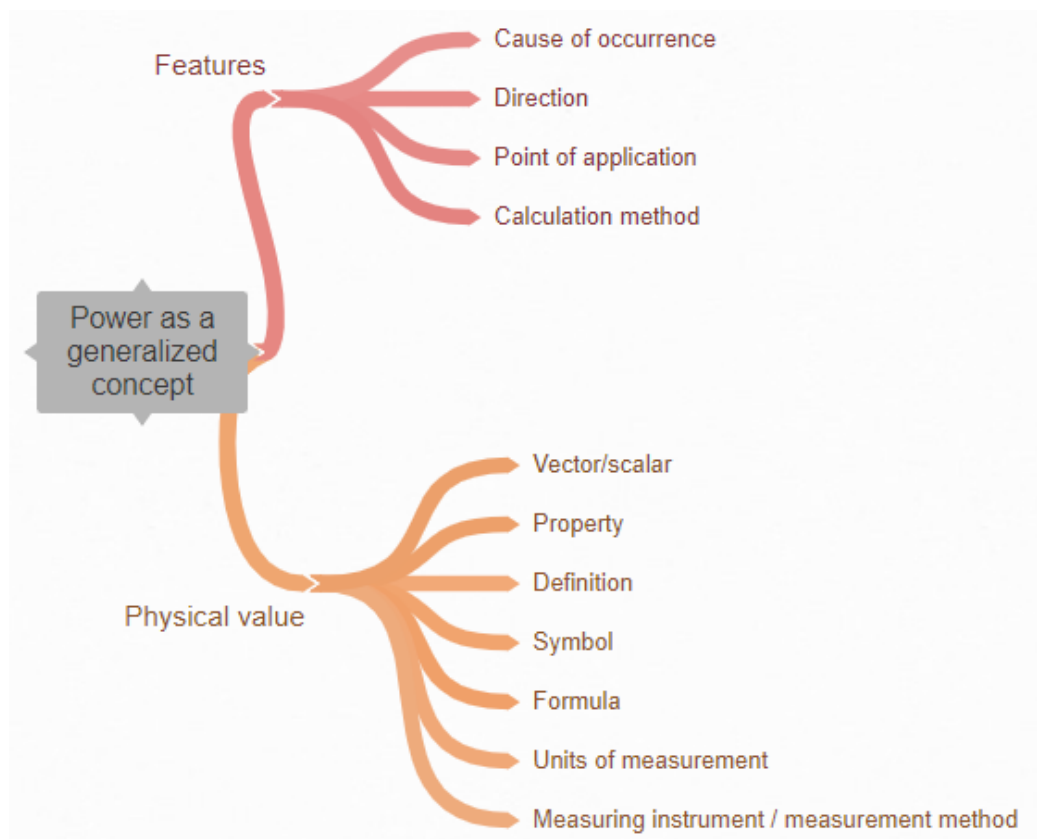 Features
Cause of occurrence
Direction
Point of application
Calculation method
Power as a
generalized
concept
Physical value
Vector/scalar
Property
Definition
Symbol
Formula
Units of measurement
Measuring instrument / measurement method